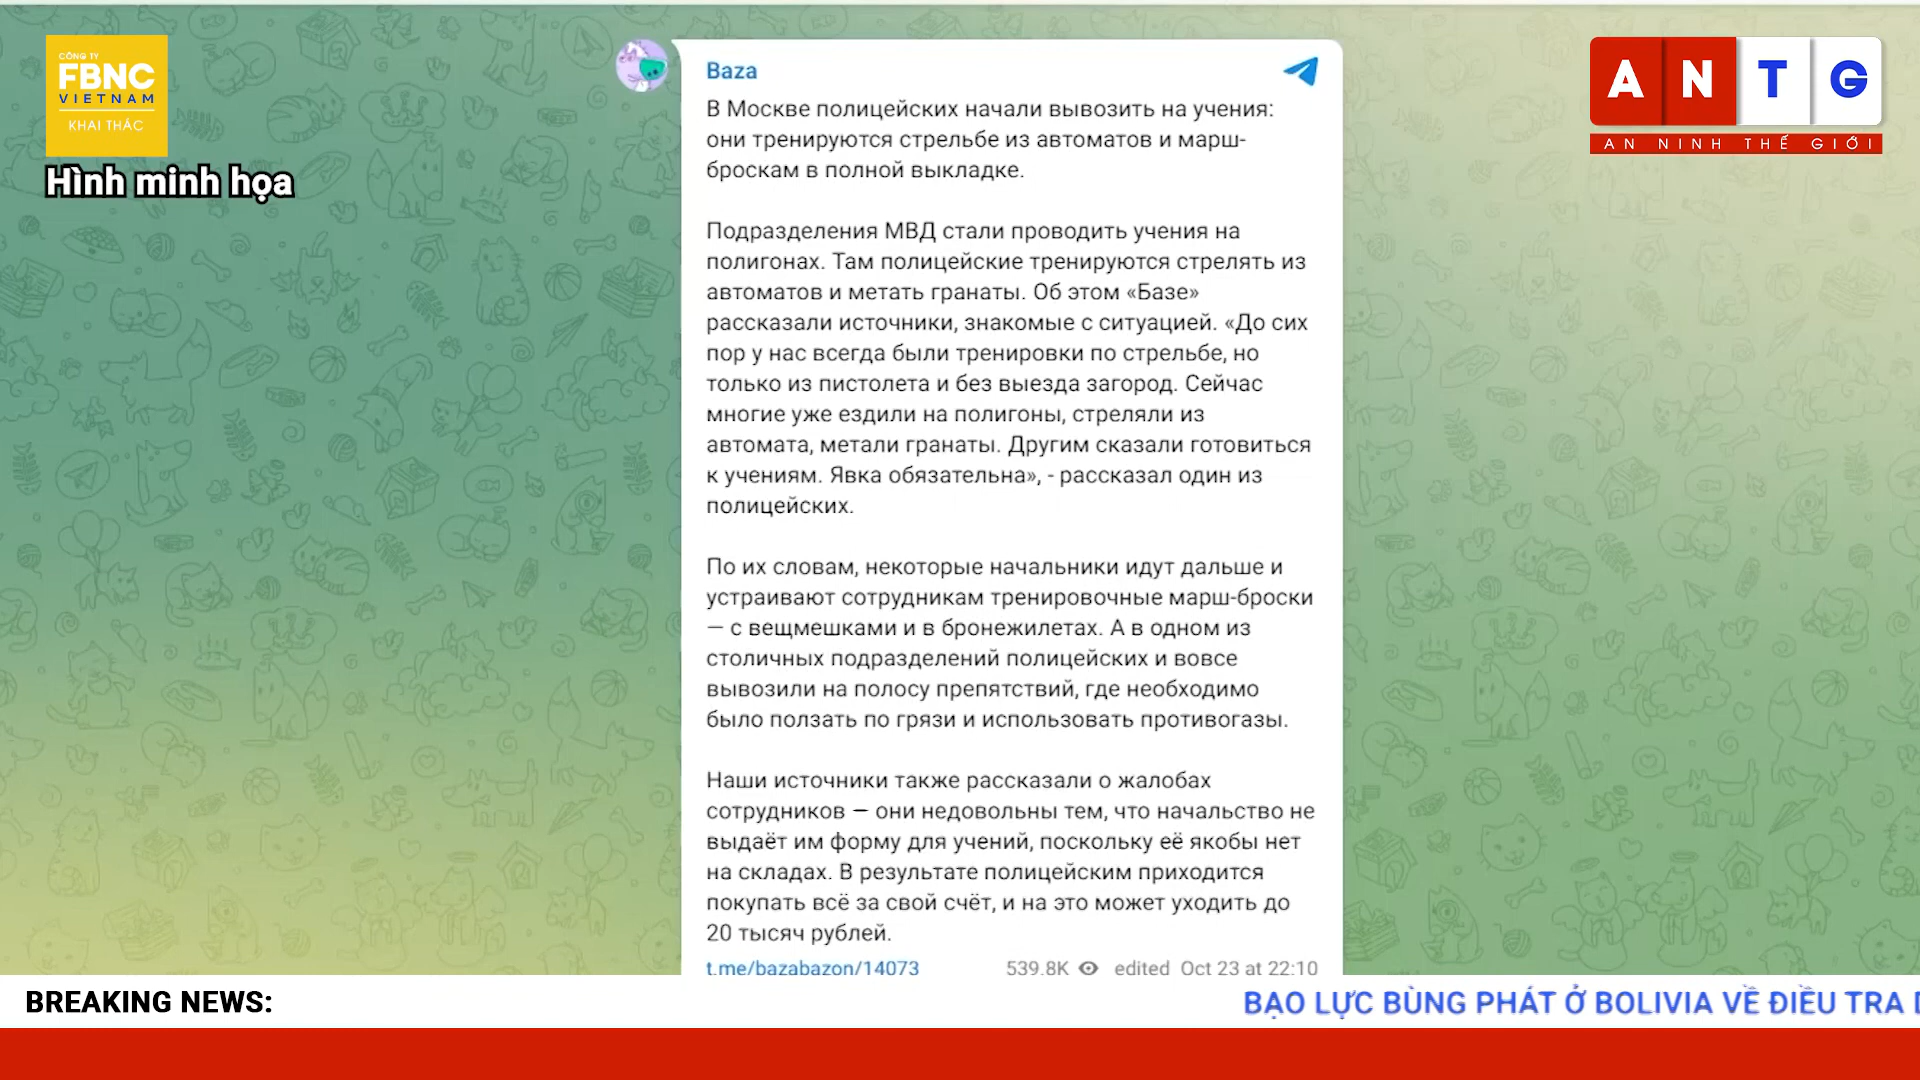 CÔNG TY
FBNC
VIETNAM
KHAI THÁC
Hình minh họa
A N T G
AN NINH THẾ GIỚI
Baza
В Москве полицейских начали вывозить на учения:
они тренируются стрельбе из автоматов и марш-
броскам в полной выкладке.
Подразделения МВД стали проводить учения на
полигонах. Там полицейские тренируются стрелять из
автоматов и метать гранаты. Об этом «Базе»
рассказали источники, знакомые с ситуацией. «До сих
пор у нас всегда были тренировки по стрельбе, но
только из пистолета и без выезда загород. Сейчас
многие уже ездили на полигоны, стреляли из
автомата, метали гранаты. Другим сказали готовиться
к учениям. Явка обязательна», - рассказал один из
полицейских.
По их словам, некоторые начальники идут дальше и
устраивают сотрудникам тренировочные марш-броски
— с вещмешками и в бронежилетах. А в одном из
столичных подразделений полицейских и вовсе
вывозили на полосу препятствий, где необходимо
было ползать по грязи и использовать противогазы.
Наши источники также рассказали о жалобах
сотрудников — они недовольны тем, что начальство не
выдаёт им форму для учений, поскольку её якобы нет
на складах. В результате полицейским приходится
покупать всё за свой счёт, и на это может уходить до
20 тысяч рублей.
t.me/bazabazon/14073 539.8K edited Oct 23 at 22:10
BREAKING NEWS: BẠO LỰC BÙNG PHÁT Ở BOLIVIA VỀ ĐIỀU TRA